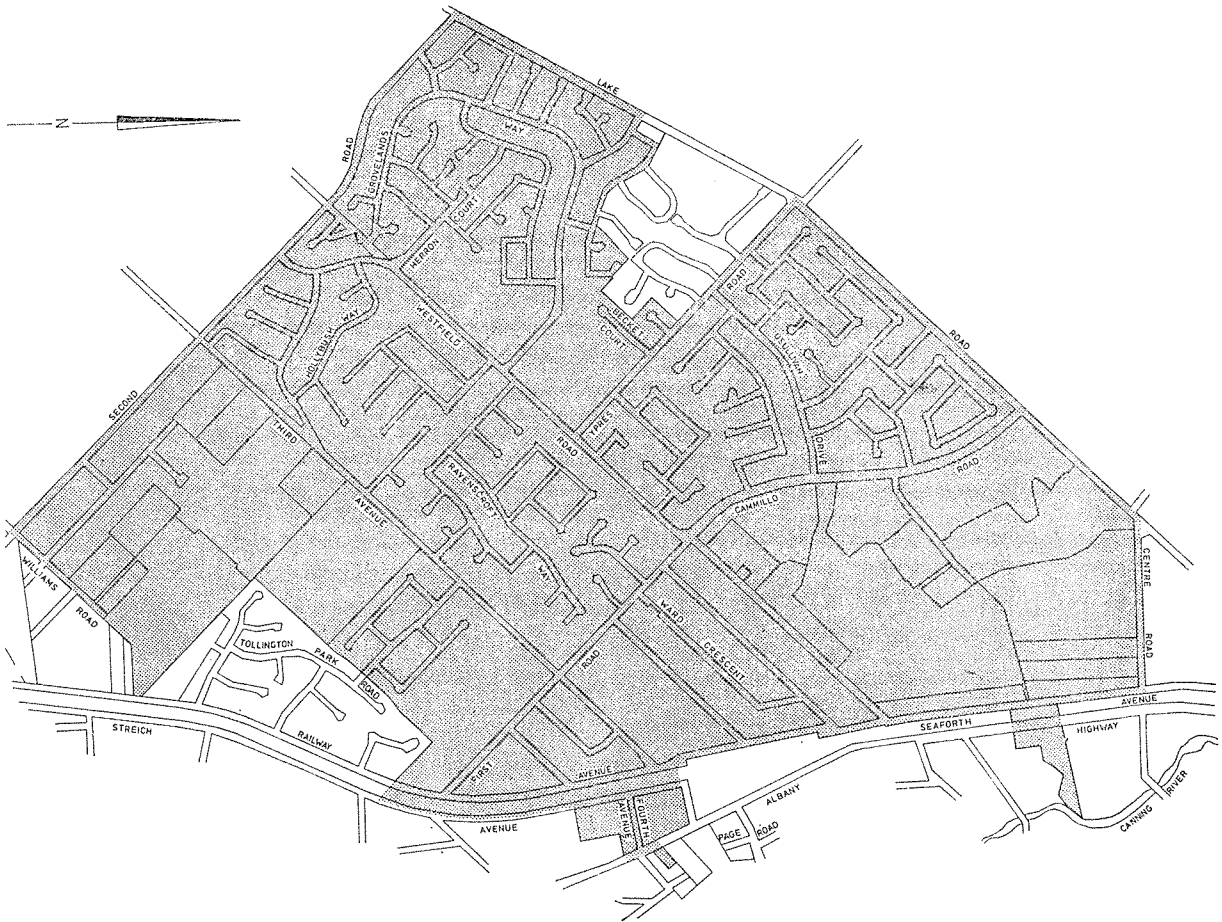 LAKE
N
ROAD
GROVELANDS
WAY
HERRON
COURT
WESTFIELD
HOLLYBUSH WAY
BECKET
COURT
ROAD
ROAD
SECOND
THIRD
AVENUE
YPRES
ROAD
DRIVE
CAMMILLO
ROAD
RAVENSCROFT
WAY
WILLIAMS
ROAD
CENTRE
ROAD
WARD
CRESCENT
TOLLINGTON
PARK
ROAD
ROAD
STREICH
RAILWAY
FIRST
AVENUE
SEAFORTH
AVENUE
HIGHWAY
ALBANY
AVENUE
FOURTH
AVENUE
PAGE
ROAD
CANNING
RIVER